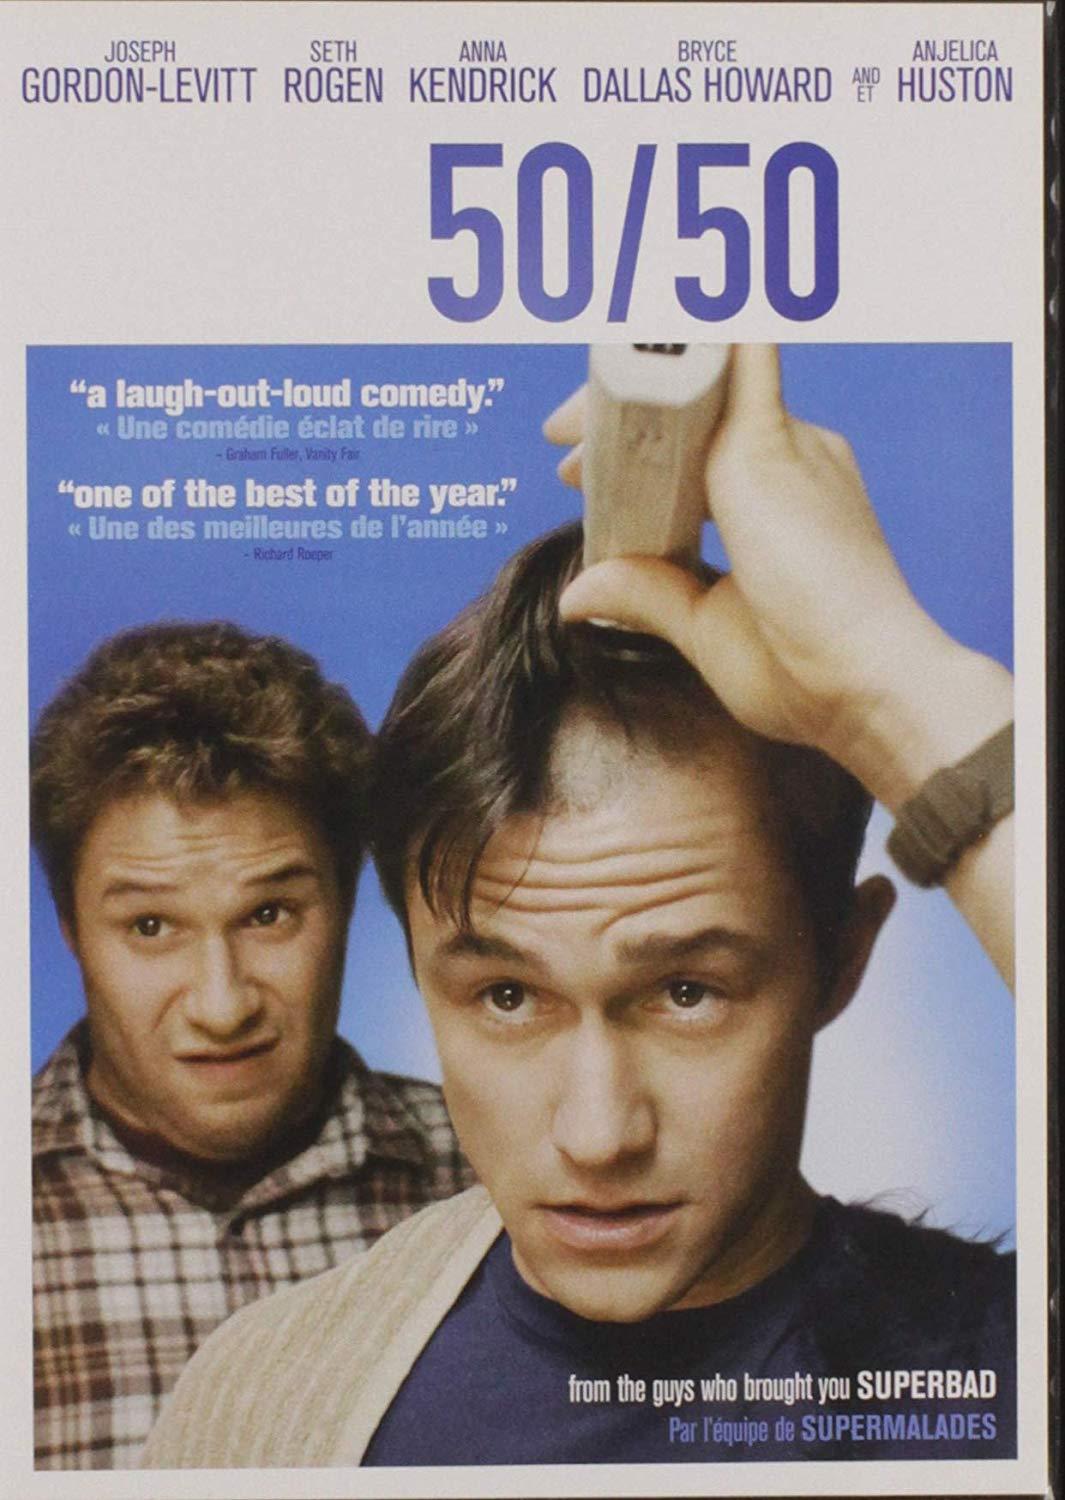 JOSEPH SETH ANNA BRYCE ANJELICA
GORDON-LEVITT ROGEN KENDRICK DALLAS HOWARD AND ET HUSTON
50/50
“a laugh-out-loud comedy.”
« Une comédie éclat de rire »
- Graham Fuller, Vanity Fair
“one of the best of the year.”
« Une des meilleures de l'année »
- Richard Roeper
from the guys who brought you SUPERBAD
Par l'équipe de SUPERMALADES